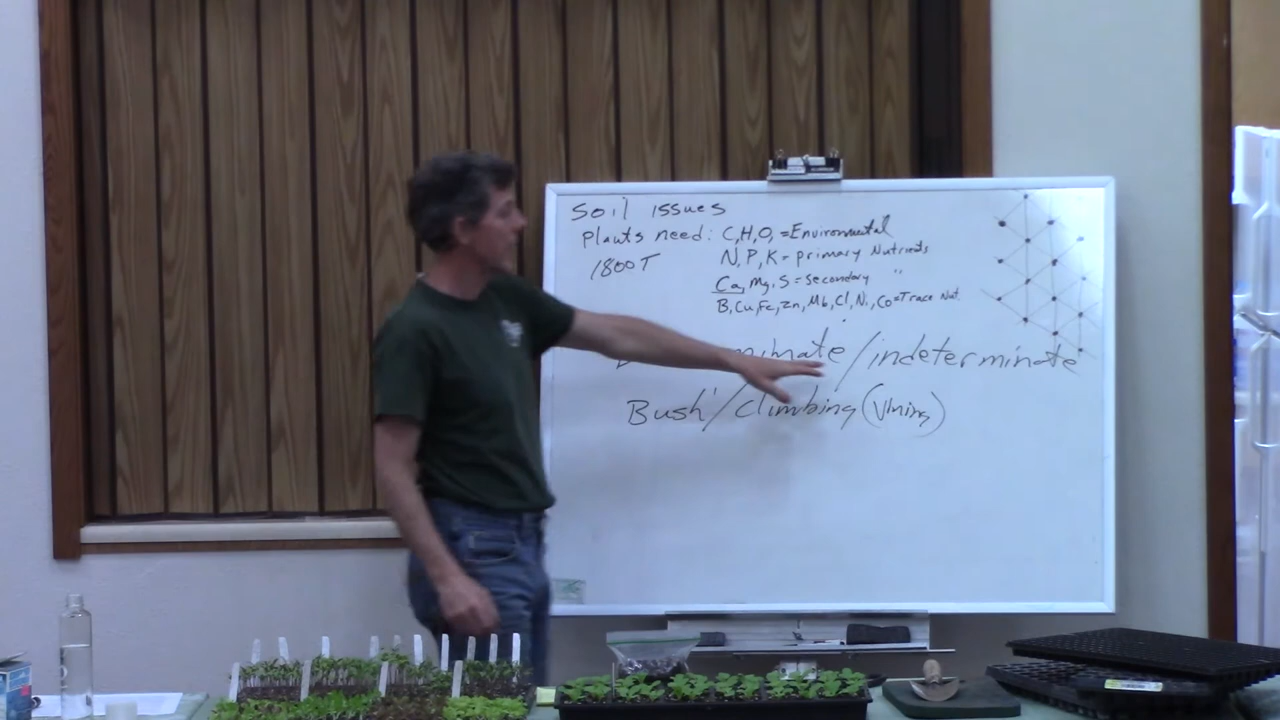 Soil issues
Plants need: C, H, O, = Environmental
1800T
N, P, K = primary Nutrients
Ca, Mg, S = secondary "
B, Cu, Fe, Zn, Mb, Cl, Ni, Co = Trace Nut.
/indeterminate
Bush / Climbing (Vining)